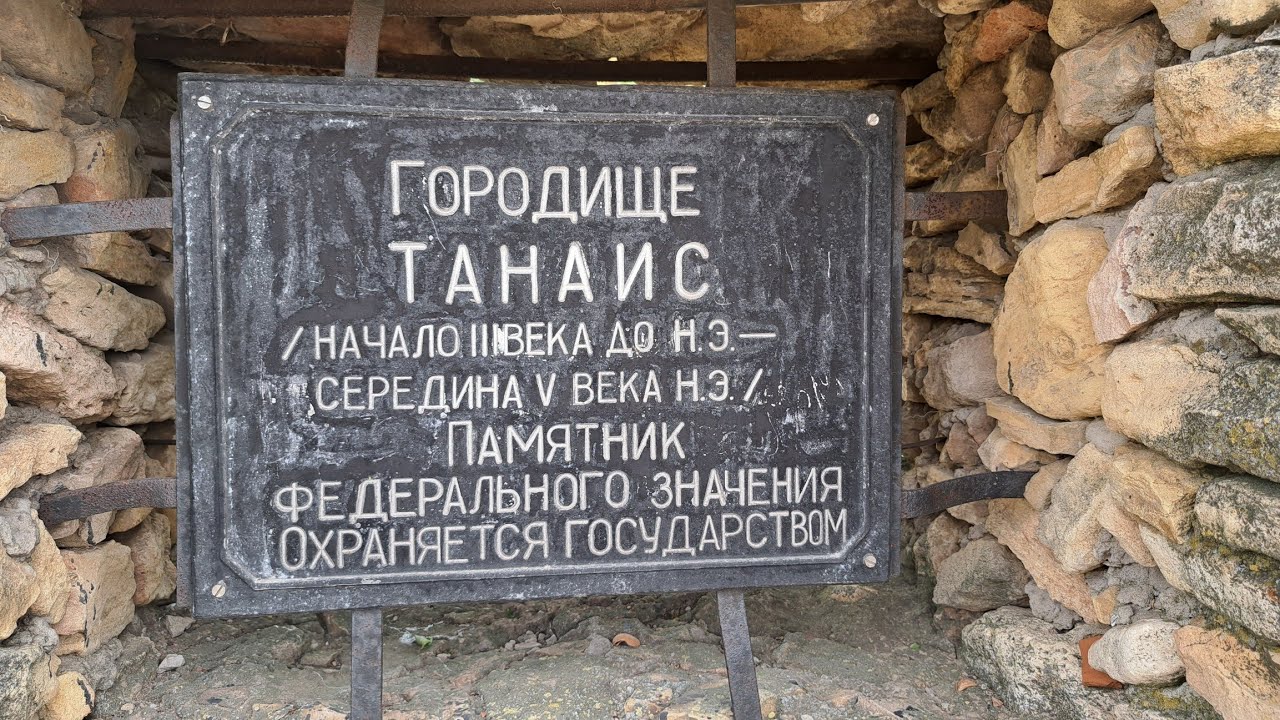 Городище
ТАНАИС
/НАЧАЛО III ВЕКА ДО Н.Э.—
СЕРЕДИНА V ВЕКА Н.Э./
Памятник
ФЕДЕРАЛЬНОГО ЗНАЧЕНИЯ
Охраняется государством